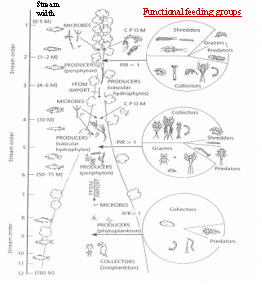 Stream
width
Functional feeding groups
Stream order
Stream order
1
2
3
4
5
6
7
8
9
10
11
12
(0·5 M)
(1–2 M)
(4–6 M)
(10 M)
(50–75 M)
(700 M)
MICROBES
C P O M
P/R < 1
PRODUCERS
(periphyton)
PRODUCERS
(vascular
hydrophytes)
FPOM
IMPORT
MICROBES
C P O M
PRODUCERS
(vascular
hydrophytes)
P/R > 1
PRODUCERS
(periphyton)
FPOM
IMPORT
MICROBES
P/R < 1
PRODUCERS
(phytoplankton)
COLLECTORS
(zooplankton)
Shredders
Grazers
Predators
Collectors
Collectors
Shredders
Grazers
Predators
Collectors
Predators